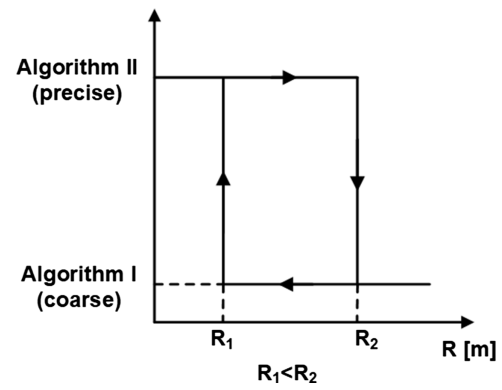 Algorithm II
(precise)
Algorithm I
(coarse)
R₁
R₂
R [m]
R₁<R₂